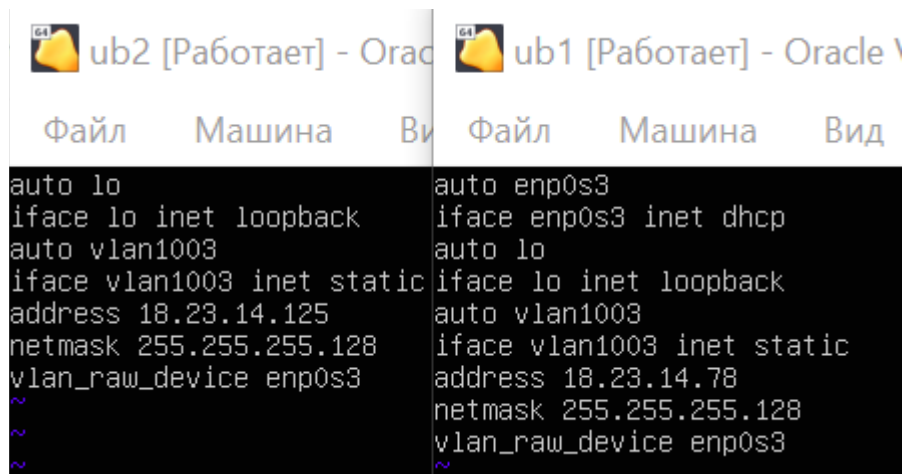 ub2 [Работает] - Orac
Файл Машина Ви
auto lo
iface lo inet loopback
auto vlan1003
iface vlan1003 inet static
address 18.23.14.125
netmask 255.255.255.128
vlan_raw_device enp0s3
~
~
~
ub1 [Работает] - Oracle V
Файл Машина Вид
auto enp0s3
iface enp0s3 inet dhcp
auto lo
iface lo inet loopback
auto vlan1003
iface vlan1003 inet static
address 18.23.14.78
netmask 255.255.255.128
vlan_raw_device enp0s3
~